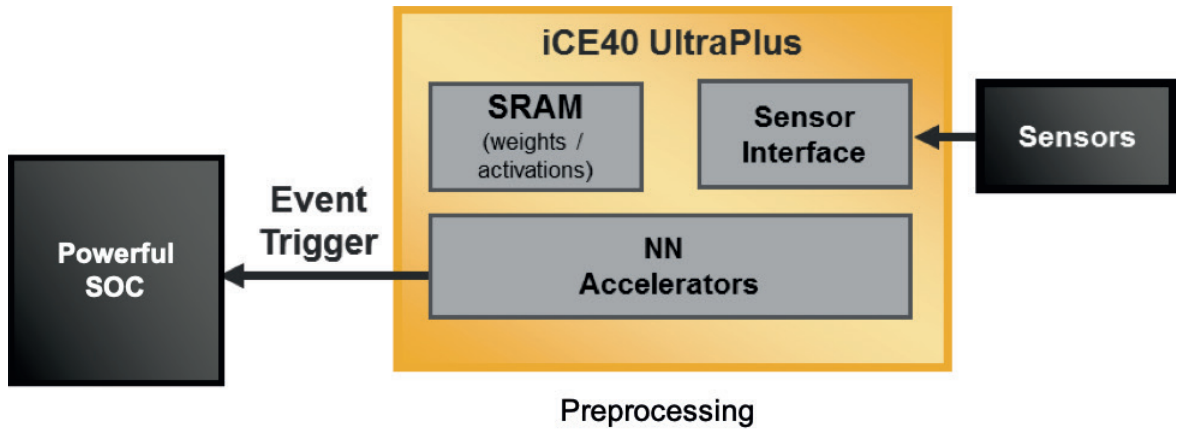 iCE40 UltraPlus
SRAM
(weights /
activations)
Sensor
Interface
Sensors
Event
Trigger
Powerful
SOC
NN
Accelerators
Preprocessing